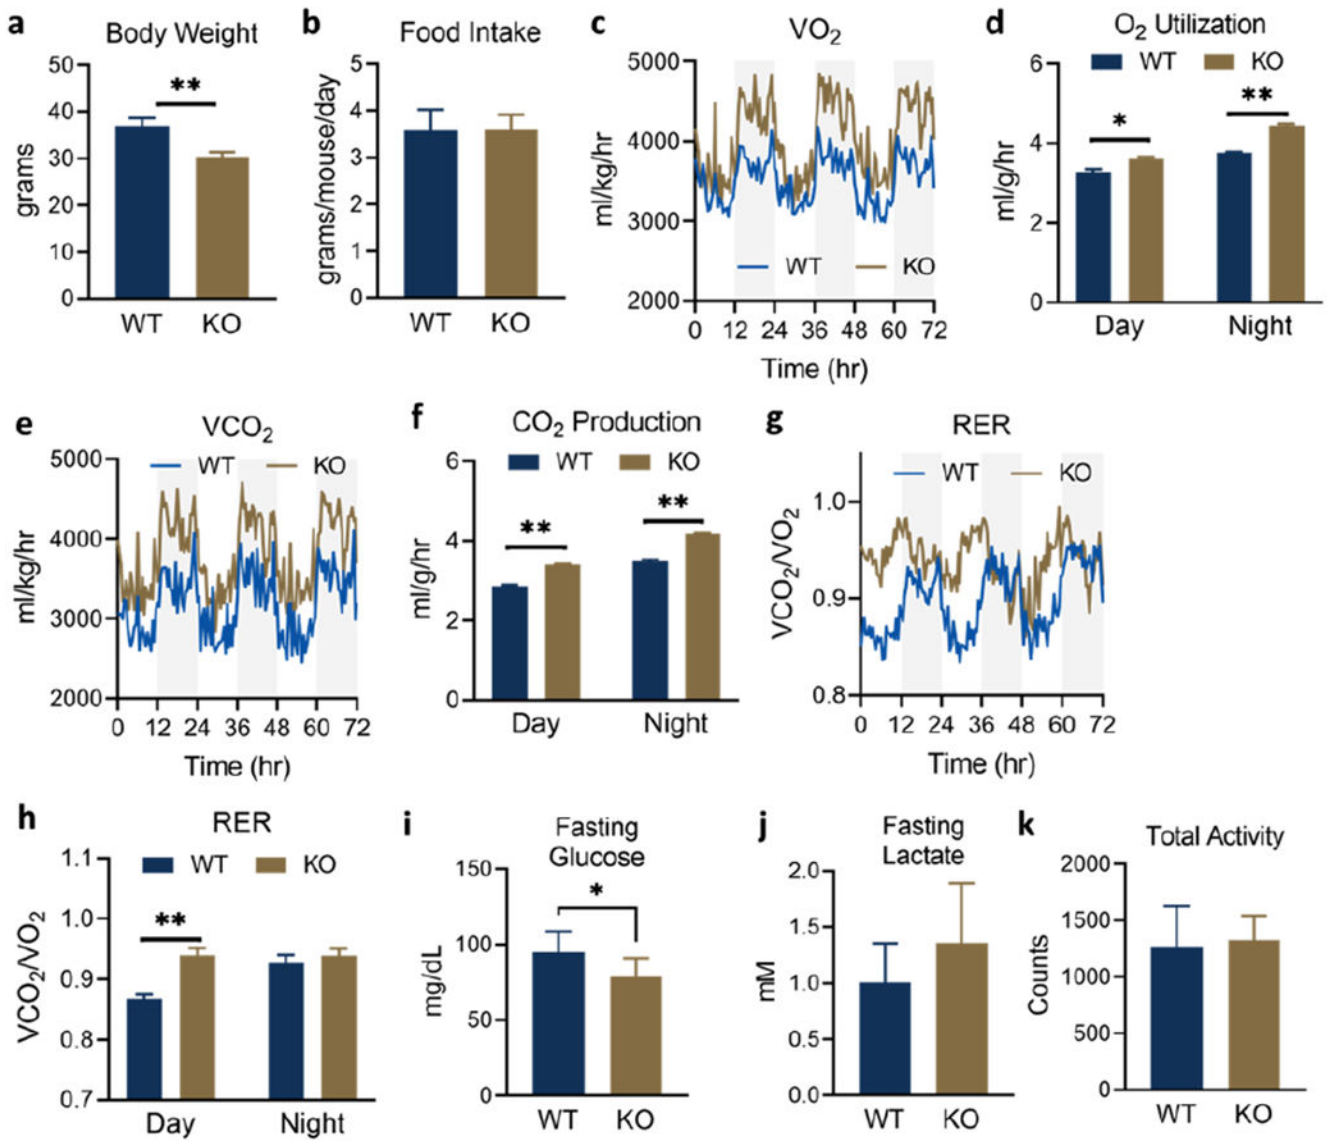 a
Body Weight
grams
50
40
30
20
10
0
**
WT KO
b
Food Intake
grams/mouse/day
5
4
3
2
1
0
WT KO
c
VO2
ml/kg/hr
5000
4000
3000
2000
WT KO
0 12 24 36 48 60 72
Time (hr)
d
O2 Utilization
WT KO
ml/g/hr
6
4
2
0
*
**
Day Night
e
VCO2
WT KO
ml/kg/hr
5000
4000
3000
2000
0 12 24 36 48 60 72
Time (hr)
f
CO2 Production
WT KO
ml/g/hr
6
4
2
0
**
**
Day Night
g
RER
WT KO
VCO2/VO2
1.0
0.9
0.8
0 12 24 36 48 60 72
Time (hr)
h
RER
WT KO
VCO2/VO2
1.1
1.0
0.9
0.8
0.7
**
Day Night
i
Fasting
Glucose
mg/dL
150
100
50
0
*
WT KO
j
Fasting
Lactate
mM
2.0
1.5
1.0
0.5
0.0
WT KO
k
Total Activity
Counts
2000
1500
1000
500
0
WT KO